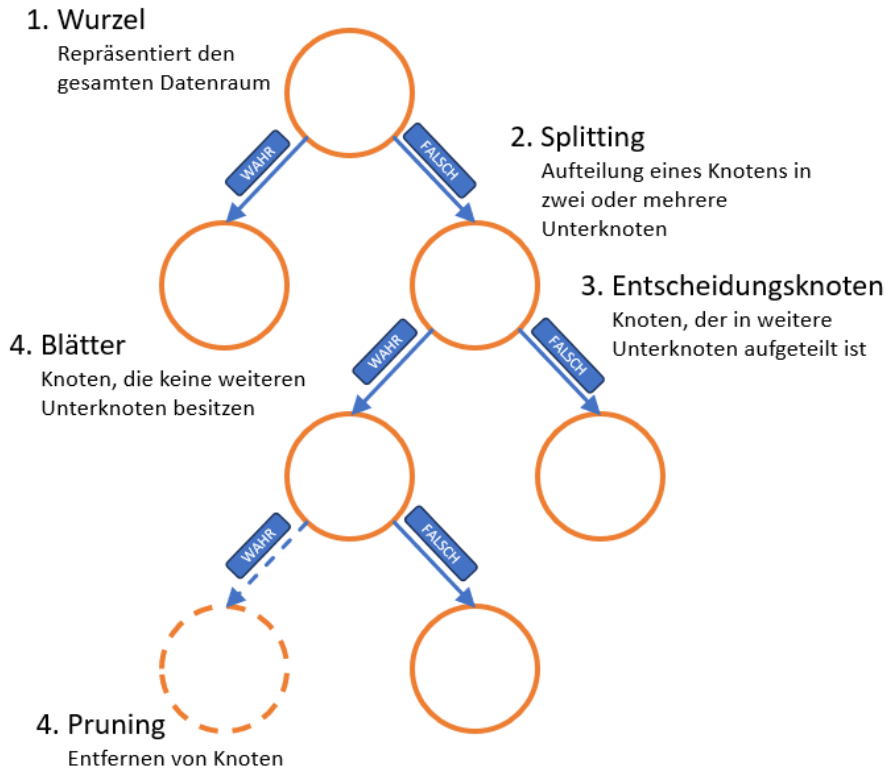 1. Wurzel
Repräsentiert den
gesamten Datenraum
WAHR
FALSCH
2. Splitting
Aufteilung eines Knotens in
zwei oder mehrere
Unterknoten
3. Entscheidungsknoten
Knoten, der in weitere
Unterknoten aufgeteilt ist
WAHR
FALSCH
4. Blätter
Knoten, die keine weiteren
Unterknoten besitzen
WAHR
FALSCH
4. Pruning
Entfernen von Knoten